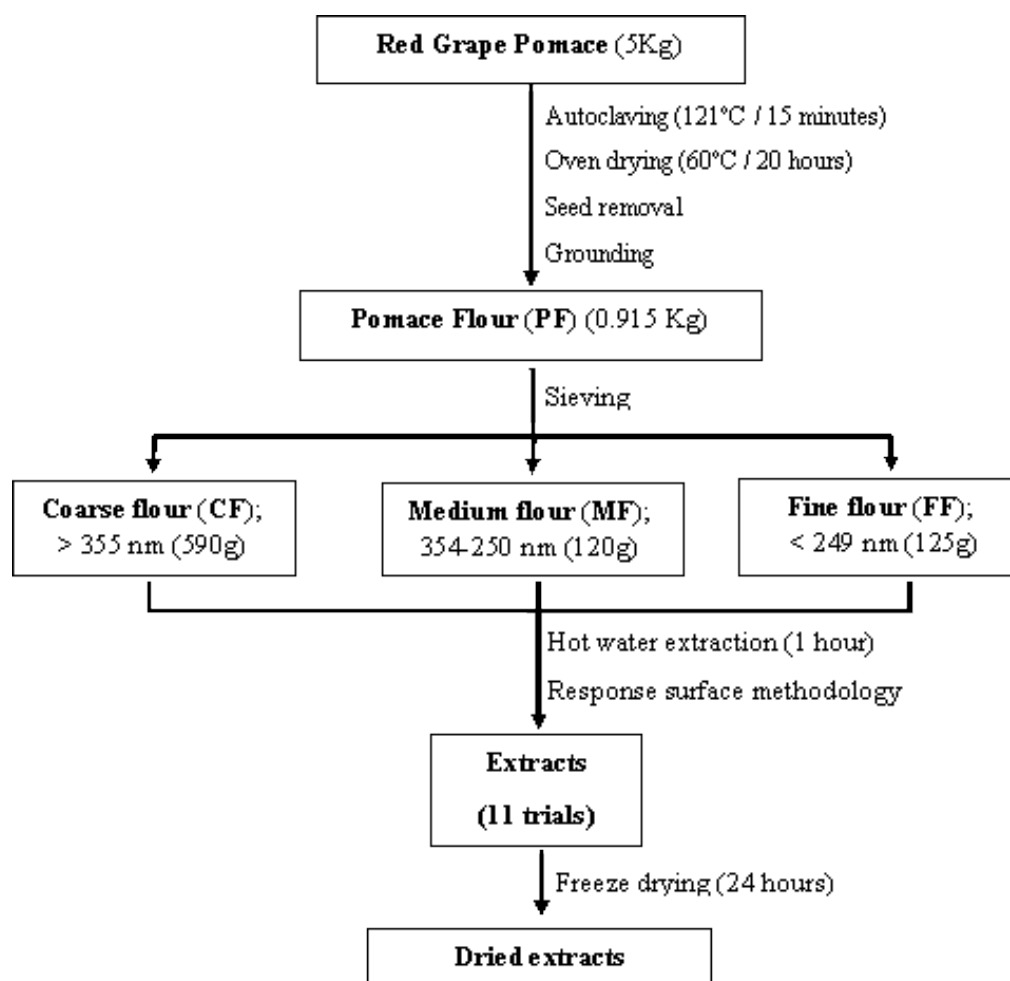 Red Grape Pomace (5Kg)
Autoclaving (121°C / 15 minutes)
Oven drying (60°C / 20 hours)
Seed removal
Grounding
Pomace Flour (PF) (0.915 Kg)
Sieving
Coarse flour (CF);
> 355 nm (590g)
Medium flour (MF);
354-250 nm (120g)
Fine flour (FF);
< 249 nm (125g)
Hot water extraction (1 hour)
Response surface methodology
Extracts
(11 trials)
Freeze drying (24 hours)
Dried extracts